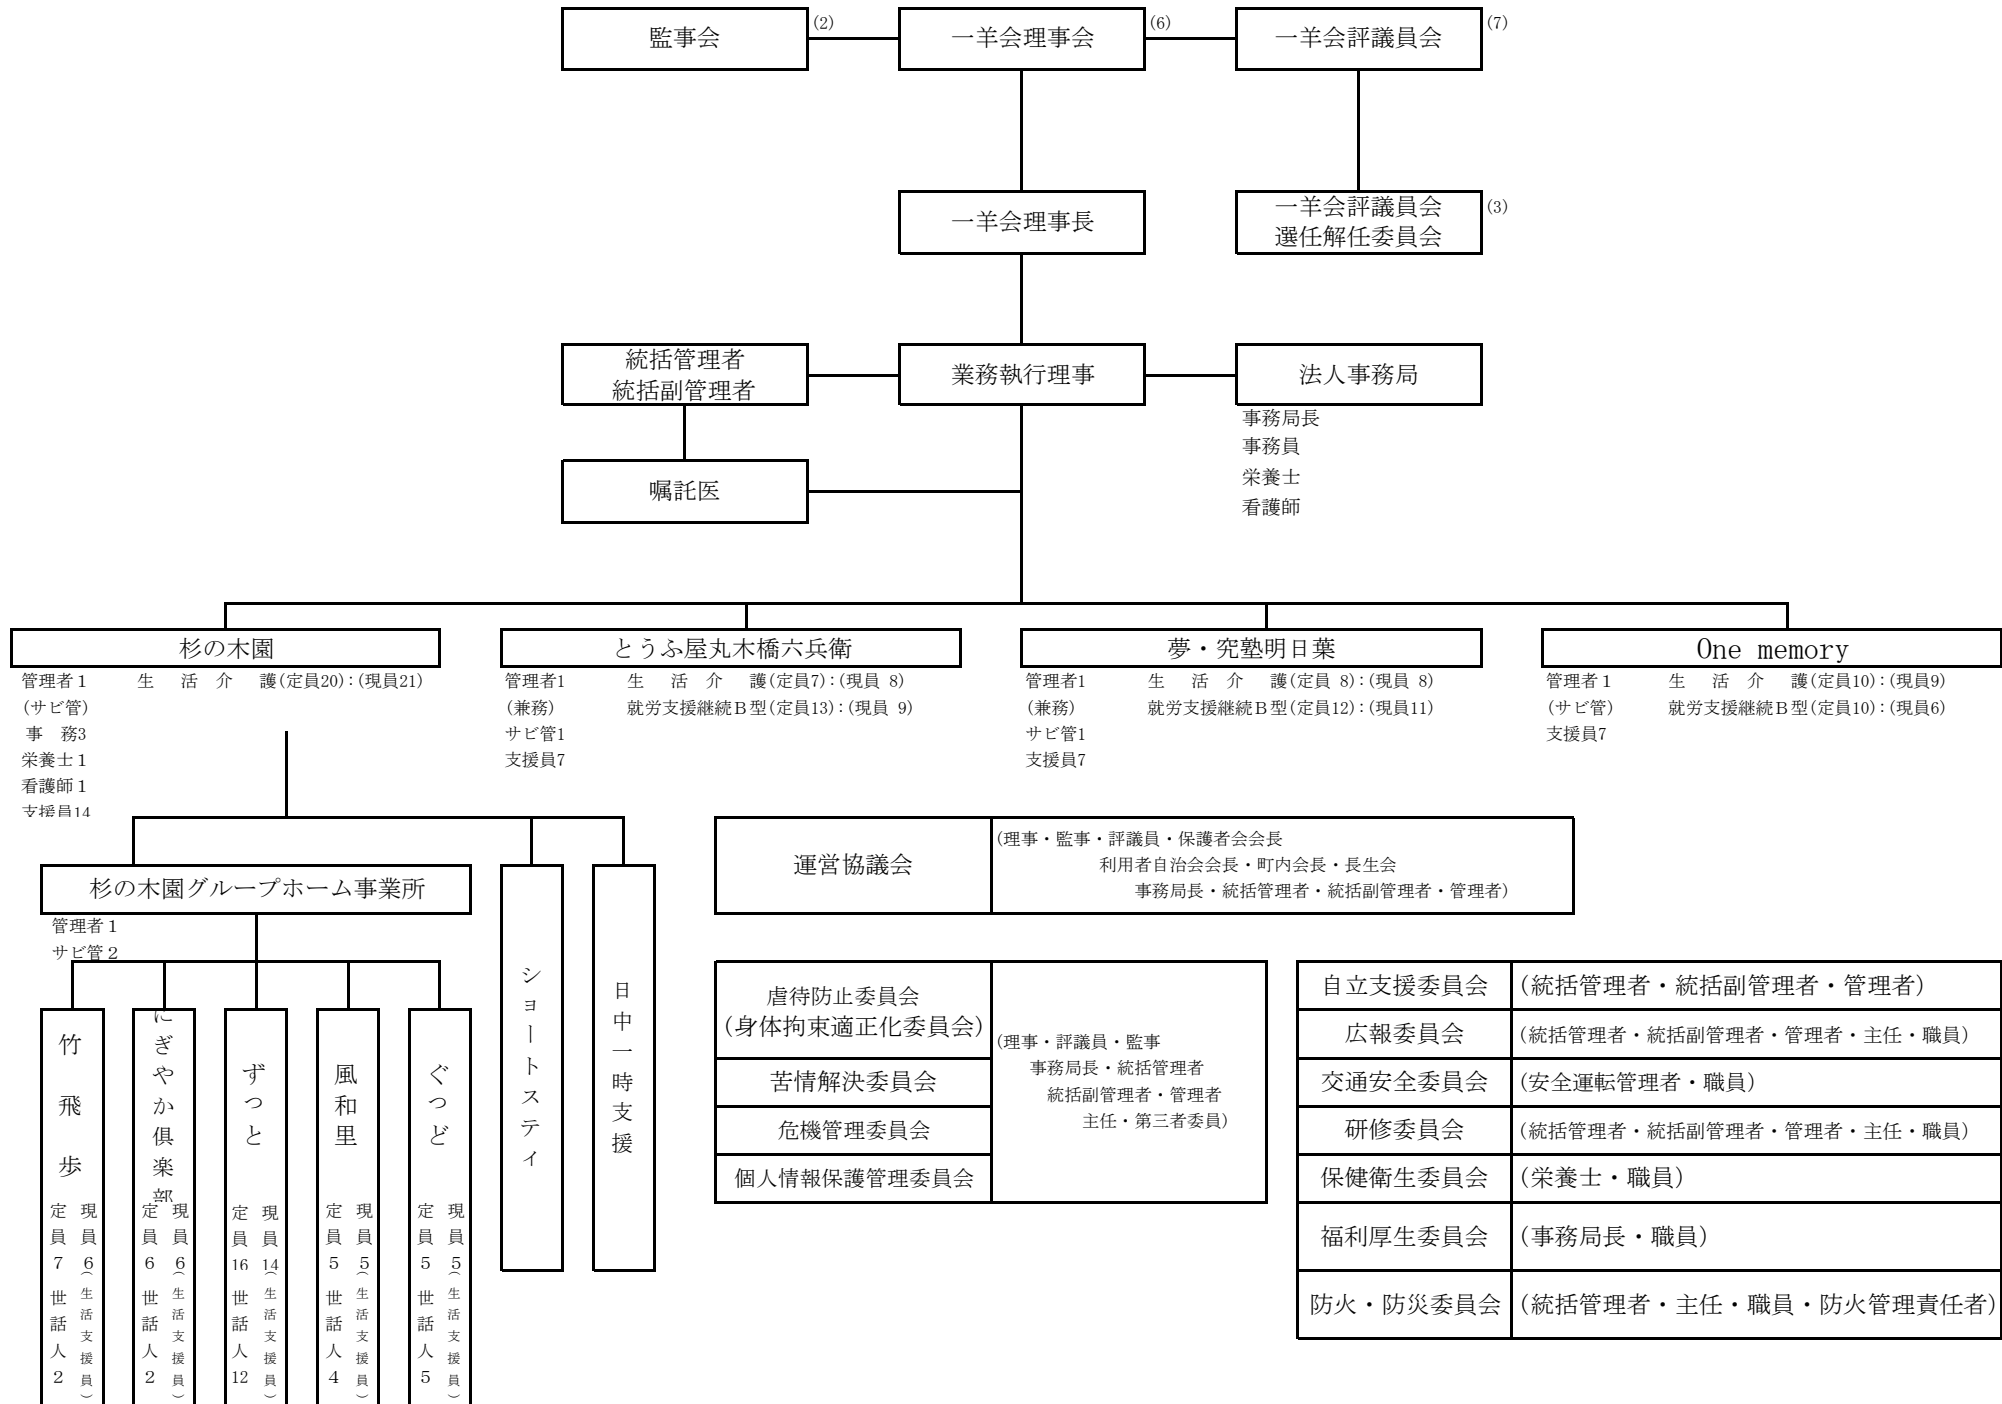 監事会
(2)
一羊会理事会
(6)
一羊会評議員会
(7)
一羊会理事長
一羊会評議員会
選任解任委員会
(3)
統括管理者
統括副管理者
業務執行理事
法人事務局
事務局長
事務員
栄養士
看護師
嘱託医
杉の木園
管理者１ 生 活 介 護(定員20)：(現員21)
(サビ管)
事 務3
栄養士１
看護師１
支援員14
とうふ屋丸木橋六兵衛
管理者1 生 活 介 護(定員7)：(現員 8)
(兼務) 就労支援継続Ｂ型(定員13)：(現員 9)
サビ管1
支援員7
夢・究塾明日葉
管理者1 生 活 介 護(定員 8)：(現員 8)
(兼務) 就労支援継続Ｂ型(定員12)：(現員11)
サビ管1
支援員7
One memory
管理者１ 生 活 介 護(定員10)：(現員9)
(サビ管) 就労支援継続Ｂ型(定員10)：(現員6)
支援員7
杉の木園グループホーム事業所
管理者１
サビ管２
竹飛歩
定員７ 世話人２
現員６(生活支援員)
にぎやか倶楽部
定員６ 世話人２
現員６(生活支援員)
ずっと
定員16 世話人12
現員14(生活支援員)
風和里
定員５ 世話人４
現員５(生活支援員)
ぐっど
定員５ 世話人５
現員５(生活支援員)
ショートステイ
日中一時支援
運営協議会
(理事・監事・評議員・保護者会会長
利用者自治会会長・町内会長・長生会
事務局長・統括管理者・統括副管理者・管理者)
虐待防止委員会
(身体拘束適正化委員会)
苦情解決委員会
危機管理委員会
個人情報保護管理委員会
(理事・評議員・監事
事務局長・統括管理者
統括副管理者・管理者
主任・第三者委員)
自立支援委員会 (統括管理者・統括副管理者・管理者)
広報委員会 (統括管理者・統括副管理者・管理者・主任・職員)
交通安全委員会 (安全運転管理者・職員)
研修委員会 (統括管理者・統括副管理者・管理者・主任・職員)
保健衛生委員会 (栄養士・職員)
福利厚生委員会 (事務局長・職員)
防火・防災委員会 (統括管理者・主任・職員・防火管理責任者)